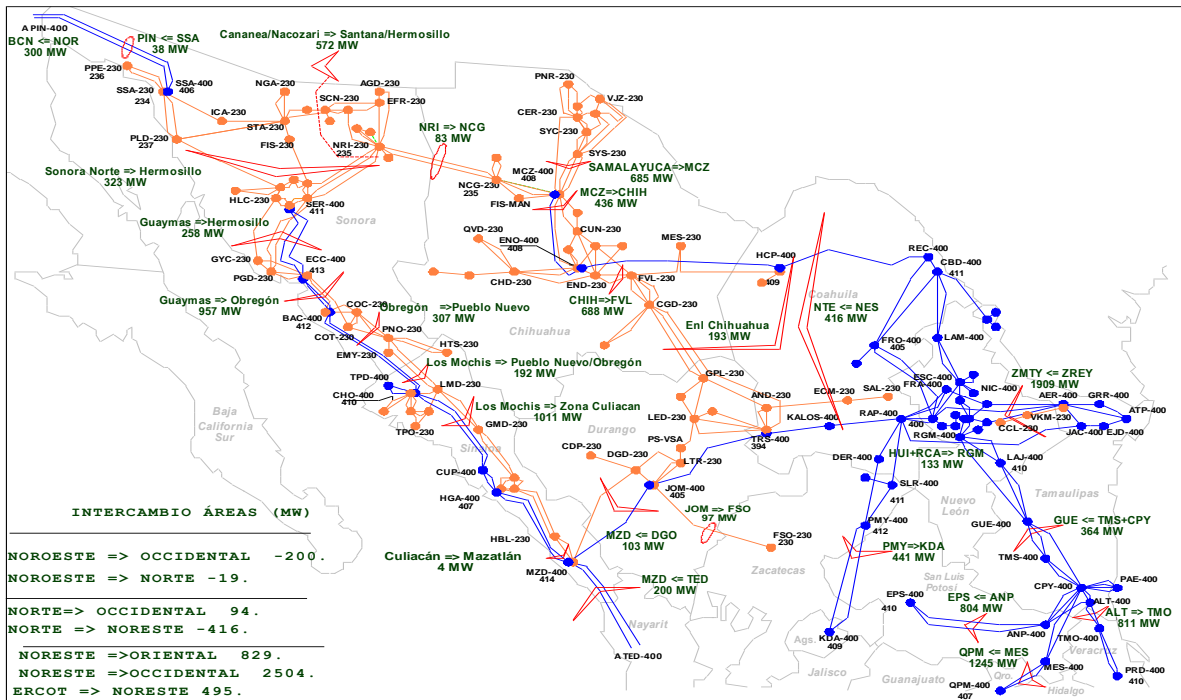 A PIN-400
BCN <= NOR
300 MW
PIN <= SSA
38 MW
Cananea/Nacozari => Santana/Hermosillo
572 MW
PPE-230
236
SSA-400
406
SSA-230
234
NGA-230
SCN-230
AGD-230
EFR-230
ICA-230
STA-230
PLD-230
237
FIS-230
NRI-230
235
NRI => NCG
83 MW
PNR-230
VJZ-230
CER-230
SYC-230
SYS-230
MCZ-400
408
SAMALAYUCA=>MCZ
685 MW
NCG-230
235
FIS-MAN
MCZ=>CHIH
436 MW
Sonora Norte => Hermosillo
323 MW
HLC-230
SER-400
411
Sonora
Guaymas =>Hermosillo
258 MW
QVD-230
ENO-400
408
CUN-230
MES-230
HCP-400
409
REC-400
CBD-400
411
GYC-230
PGD-230
ECC-400
413
CHD-230
END-230
FVL-230
CHIH=>FVL
688 MW
CGD-230
Coahuila
NTE <= NES
416 MW
Guaymas => Obregón
957 MW
COC-230
Obregón =>Pueblo Nuevo
307 MW
BAC-400
412
COT-230
PNO-230
EMY-230
HTS-230
Chihuahua
Enl Chihuahua
193 MW
FRO-400
405
LAM-400
Los Mochis => Pueblo Nuevo/Obregón
192 MW
TPD-400
CHO-400
410
LMD-230
GPL-230
ESC-400
FRA-400
NIC-400
ZMTY <= ZREY
1909 MW
AER-400
GRR-400
ATP-400
AND-230
ECM-230
SAL-230
KALOS-400
RAP-400
400
VKM-230
CCL-230
RGM-400
JAC-400
EJD-400
Los Mochis => Zona Culiacan
1011 MW
TPO-230
GMD-230
Sinaloa
Durango
LED-230
PS-VSA
TRS-400
394
Baja
California
Sur
CDP-230
DGD-230
LTR-230
DER-400
HUI+RCA=> RGM
133 MW
LAJ-400
410
CUP-400
HGA-400
407
JOM-400
405
SLR-400
411
Nuevo
León
Tamaulipas
INTERCAMBIO ÁREAS (MW)
JOM => FSO
97 MW
PMY-400
412
GUE-400
GUE <= TMS+CPY
364 MW
NOROESTE => OCCIDENTAL -200.
NOROESTE => NORTE -19.
HBL-230
Culiacán => Mazatlán
4 MW
MZD <= DGO
103 MW
FSO-230
230
PMY=>KDA
441 MW
TMS-400
MZD-400
414
Zacatecas
San Luis
Potosí
MZD <= TED
200 MW
CPY-400
PAE-400
NORTE=> OCCIDENTAL 94.
NORTE => NORESTE -416.
EPS-400
410
EPS <= ANP
804 MW
ALT-400
ALT => TMO
811 MW
Nayarit
Ags.
KDA-400
409
ANP-400
TMO-400
Veracruz
NORESTE =>ORIENTAL 829.
NORESTE =>OCCIDENTAL 2504.
ERCOT => NORESTE 495.
A TED-400
Jalisco
Guanajuato
QPM <= MES
1245 MW
Qro.
MES-400
Hidalgo
QPM-400
407
PRD-400
410